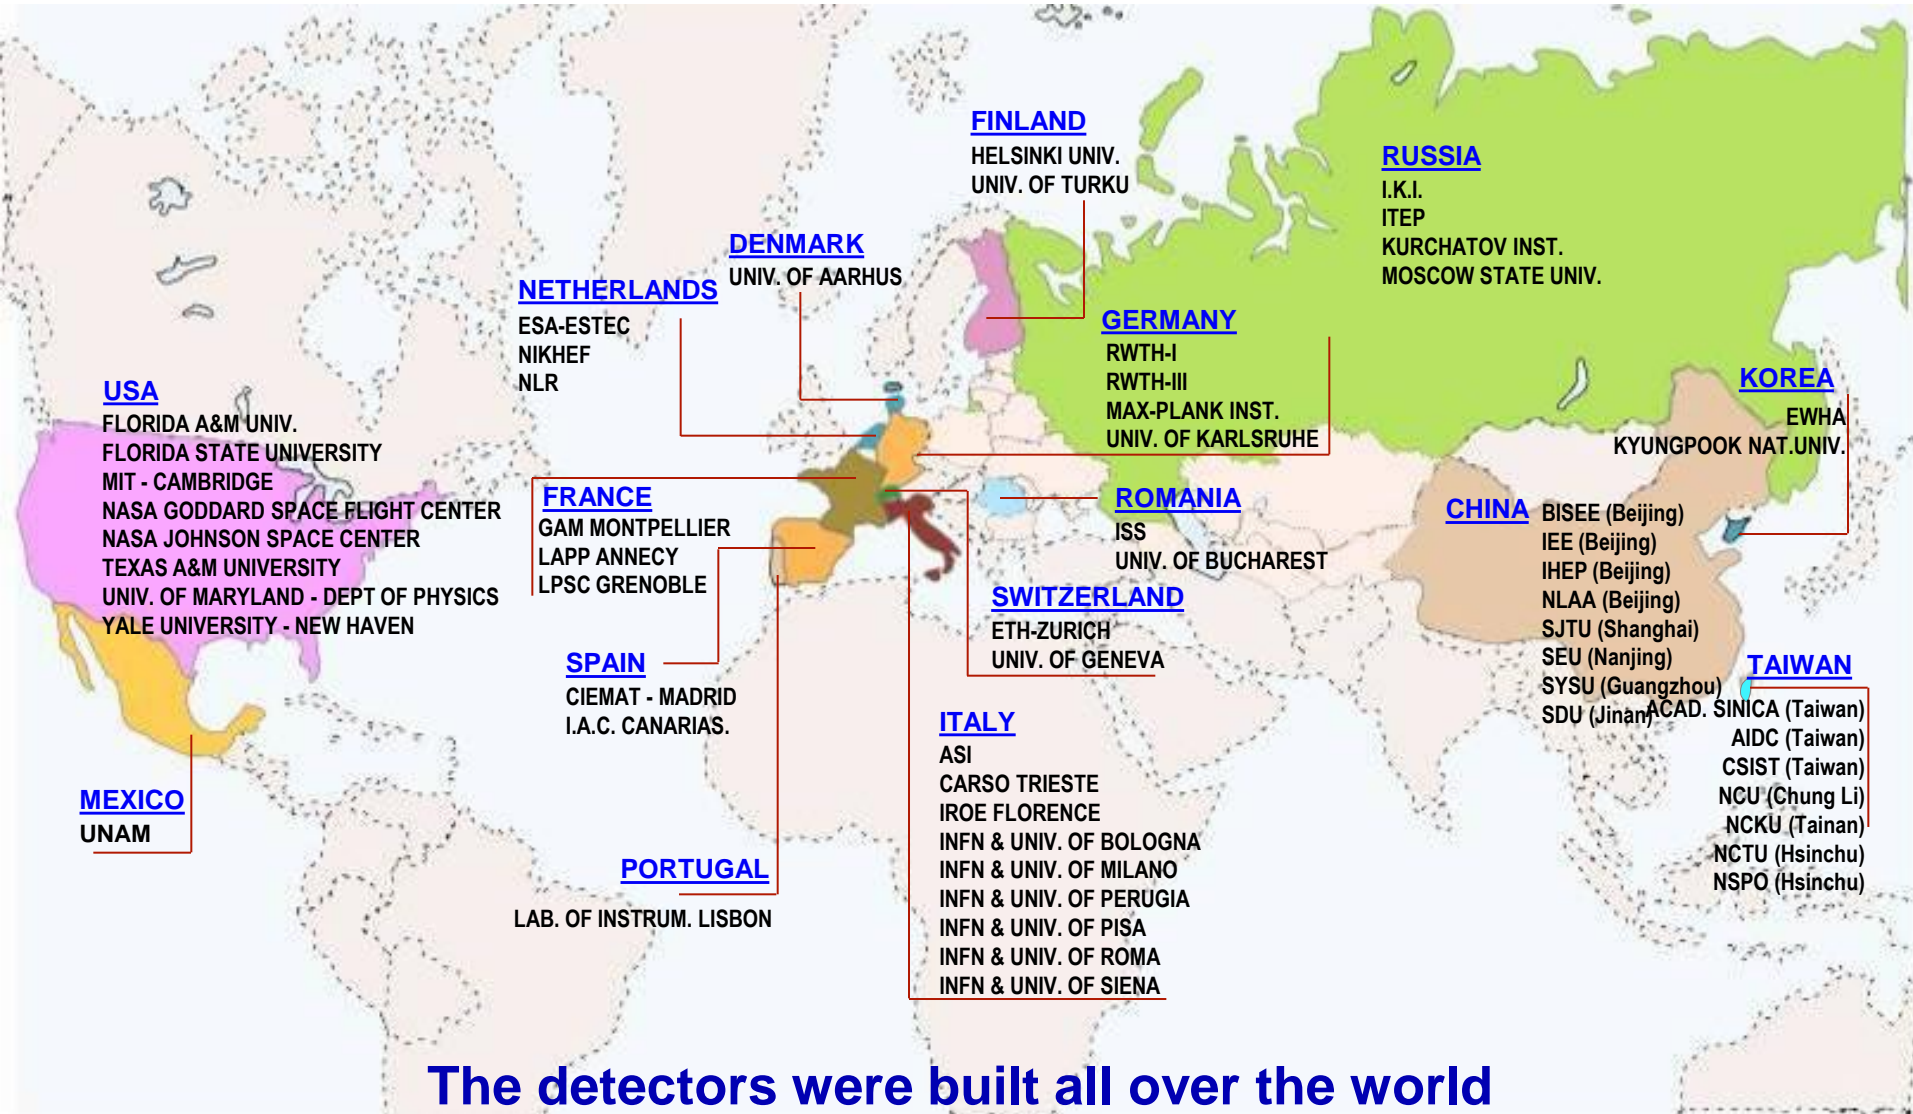 FINLAND
HELSINKI UNIV.
UNIV. OF TURKU
RUSSIA
I.K.I.
ITEP
KURCHATOV INST.
MOSCOW STATE UNIV.
DENMARK
UNIV. OF AARHUS
NETHERLANDS
ESA-ESTEC
NIKHEF
NLR
GERMANY
RWTH-I
RWTH-III
MAX-PLANK INST.
UNIV. OF KARLSRUHE
USA
FLORIDA A&M UNIV.
FLORIDA STATE UNIVERSITY
MIT - CAMBRIDGE
NASA GODDARD SPACE FLIGHT CENTER
NASA JOHNSON SPACE CENTER
TEXAS A&M UNIVERSITY
UNIV. OF MARYLAND - DEPT OF PHYSICS
YALE UNIVERSITY - NEW HAVEN
KOREA
EWHA
KYUNGPOOK NAT.UNIV.
FRANCE
GAM MONTPELLIER
LAPP ANNECY
LPSC GRENOBLE
ROMANIA
ISS
UNIV. OF BUCHAREST
CHINA
BISEE (Beijing)
IEE (Beijing)
IHEP (Beijing)
NLAA (Beijing)
SJTU (Shanghai)
SEU (Nanjing)
SYSU (Guangzhou)
SDU (Jinan)
SWITZERLAND
ETH-ZURICH
UNIV. OF GENEVA
SPAIN
CIEMAT - MADRID
I.A.C. CANARIAS.
TAIWAN
ACAD. SINICA (Taiwan)
AIDC (Taiwan)
CSIST (Taiwan)
NCU (Chung Li)
NCKU (Tainan)
NCTU (Hsinchu)
NSPO (Hsinchu)
ITALY
ASI
CARSO TRIESTE
IROE FLORENCE
INFN & UNIV. OF BOLOGNA
INFN & UNIV. OF MILANO
INFN & UNIV. OF PERUGIA
INFN & UNIV. OF PISA
INFN & UNIV. OF ROMA
INFN & UNIV. OF SIENA
MEXICO
UNAM
PORTUGAL
LAB. OF INSTRUM. LISBON
The detectors were built all over the world